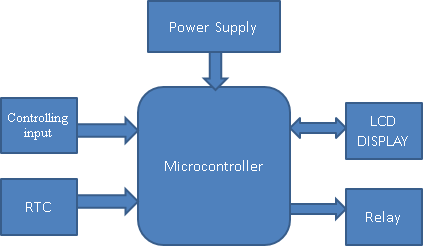 Power Supply
Controlling
input
LCD
DISPLAY
Microcontroller
RTC
Relay